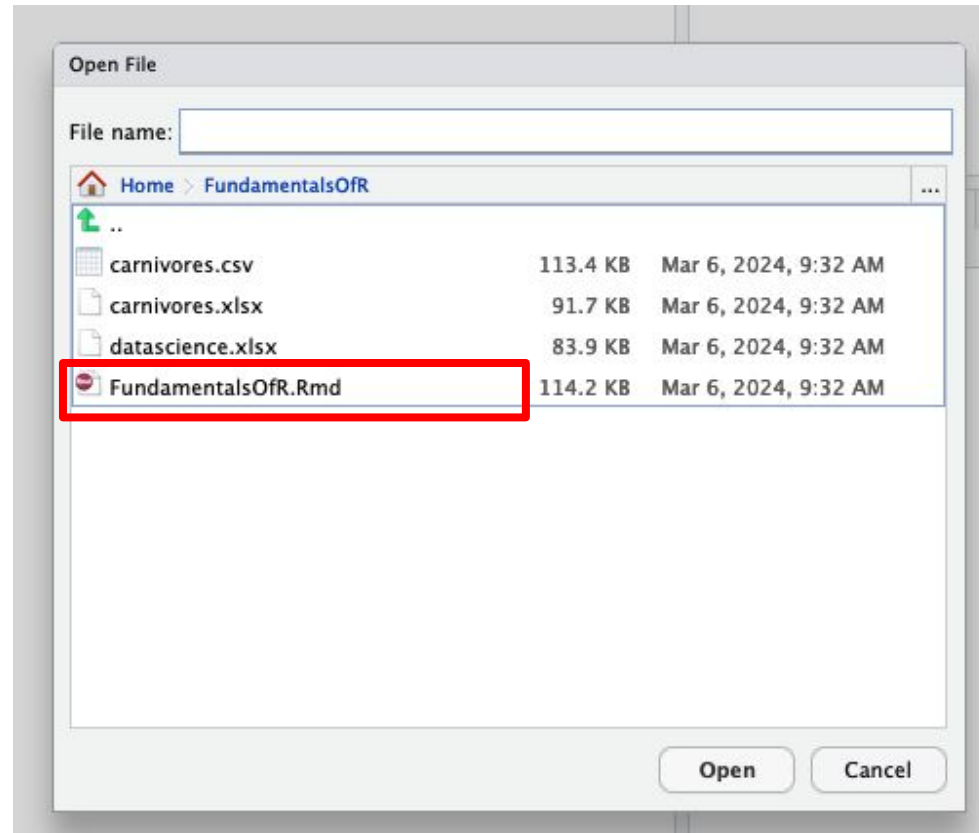 Open File
File name:
Home > FundamentalsOfR ...
..
carnivores.csv 113.4 KB Mar 6, 2024, 9:32 AM
carnivores.xlsx 91.7 KB Mar 6, 2024, 9:32 AM
datascience.xlsx 83.9 KB Mar 6, 2024, 9:32 AM
FundamentalsOfR.Rmd 114.2 KB Mar 6, 2024, 9:32 AM
Open Cancel